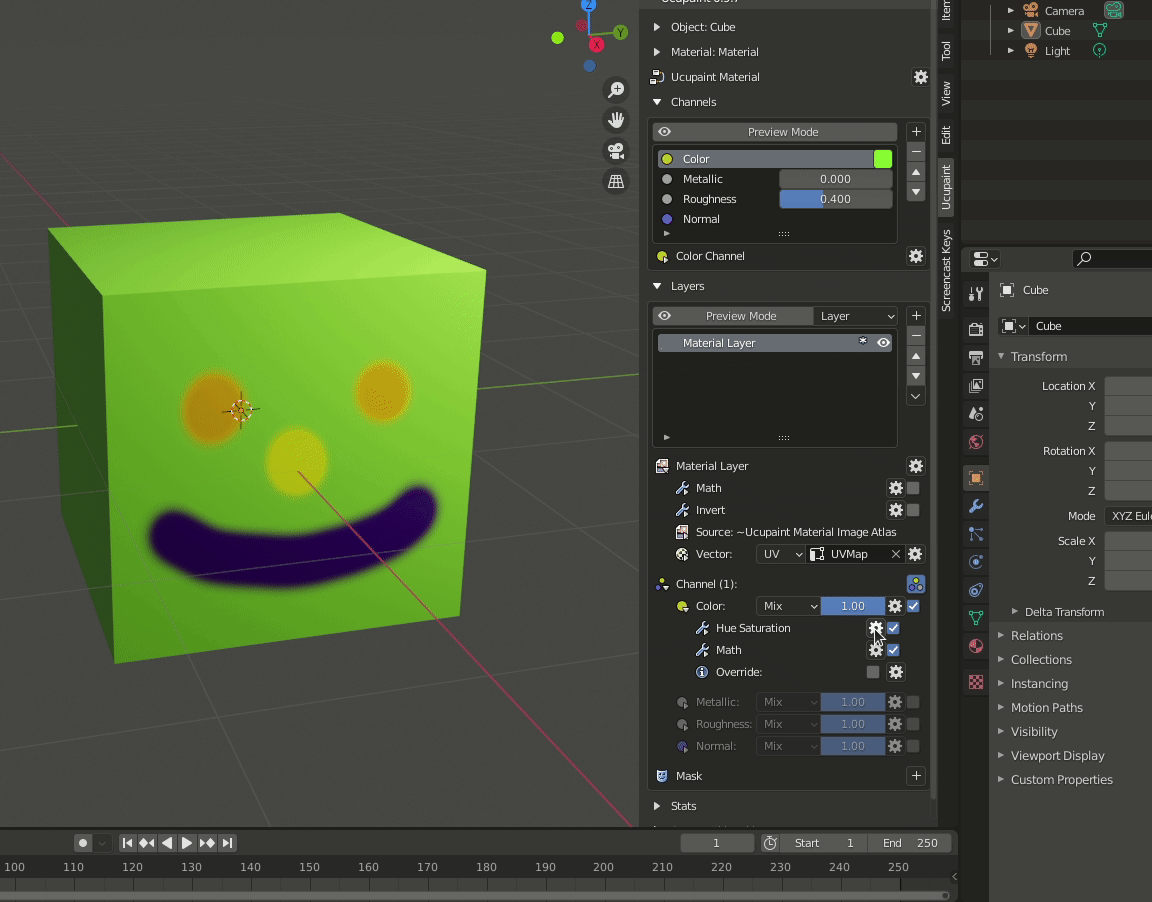 Z
Y
X
Object: Cube
Material: Material
Ucupaint Material
Channels
Preview Mode
Color
Metallic 0.000
Roughness 0.400
Normal
Color Channel
Layers
Preview Mode Layer
Material Layer *
Material Layer
Math
Invert
Source: ~Ucupaint Material Image Atlas
Vector: UV UVMap
Channel (1):
Color: Mix 1.00
Hue Saturation
Math
Override:
Metallic: Mix 1.00
Roughness: Mix 1.00
Normal: Mix 1.00
Mask
Stats
Item
Tool
View
Edit
Ucupaint
Screencast Keys
Camera
Cube
Light
Cube
Cube
Transform
Location X
Y
Z
Rotation X
Y
Z
Mode XYZ Eul
Scale X
Y
Z
Delta Transform
Relations
Collections
Instancing
Motion Paths
Visibility
Viewport Display
Custom Properties
1 Start 1 End 250
100 110 120 130 140 150 160 170 180 190 200 210 220 230 240 250